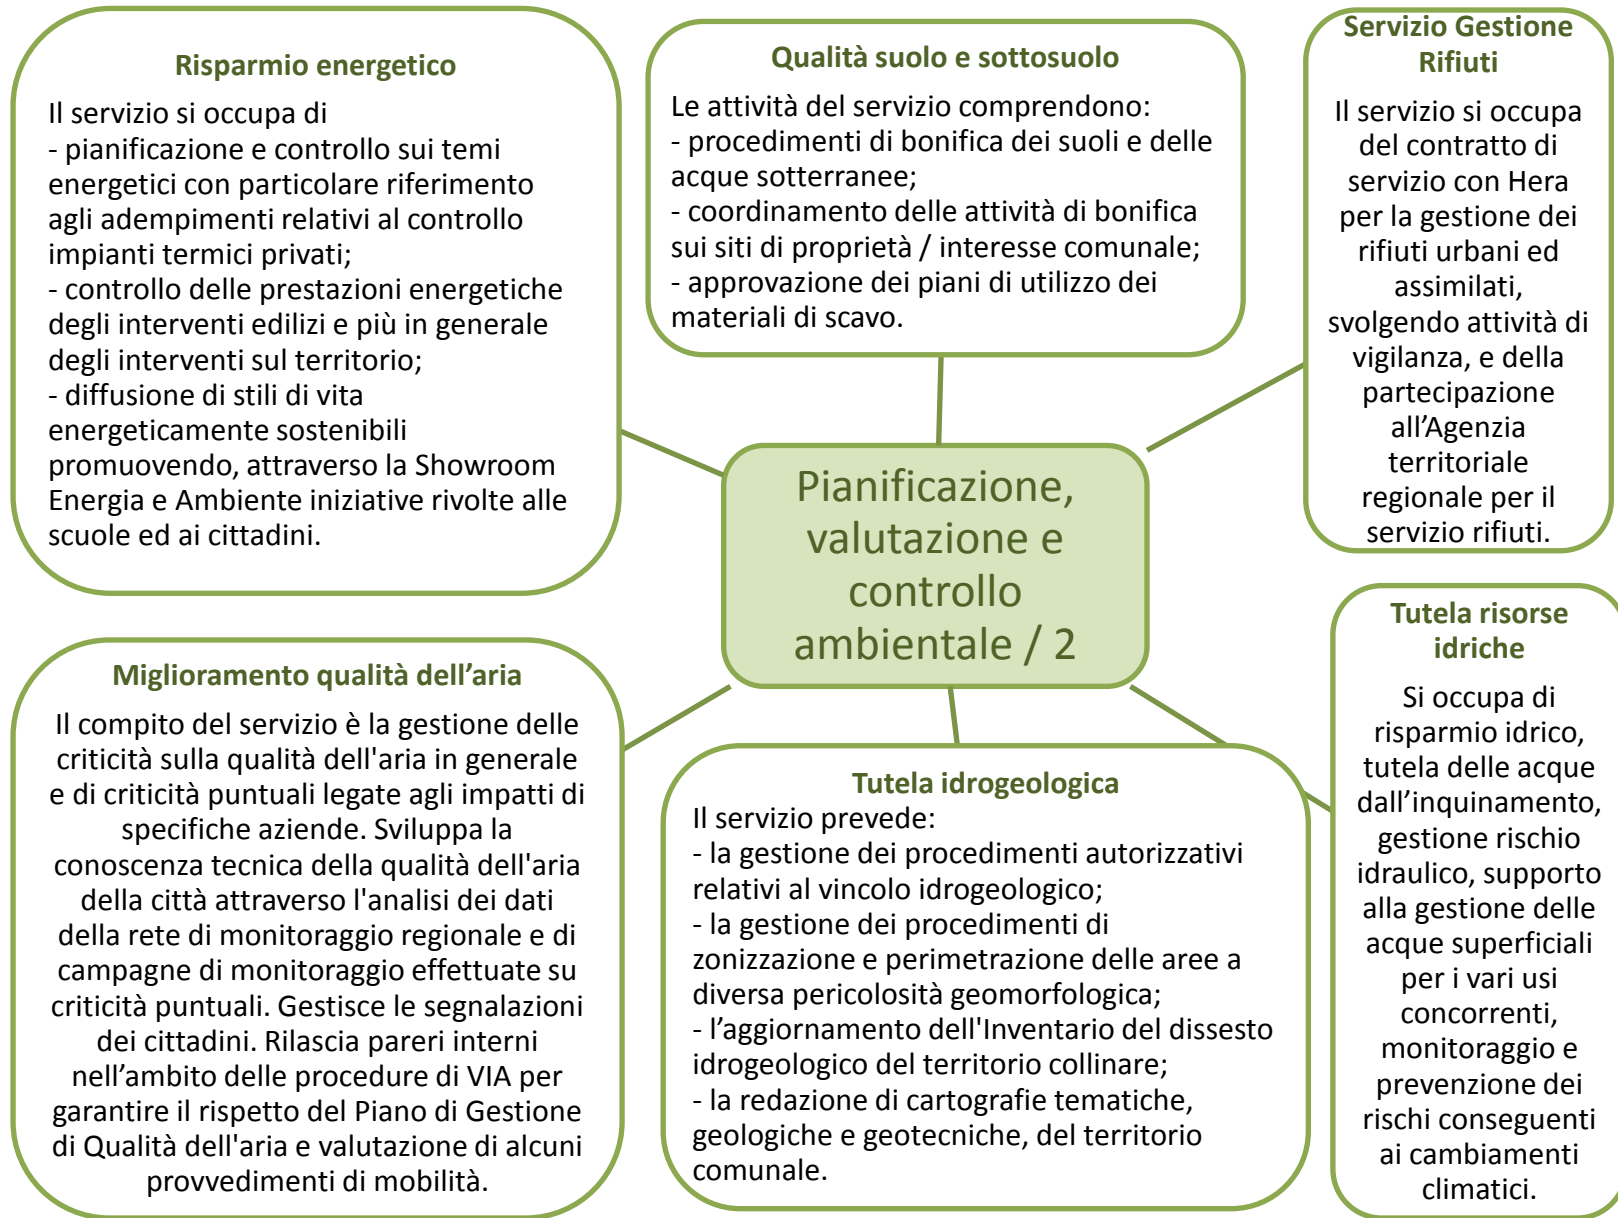 Risparmio energetico
Il servizio si occupa di
- pianificazione e controllo sui temi
energetici con particolare riferimento
agli adempimenti relativi al controllo
impianti termici privati;
- controllo delle prestazioni energetiche
degli interventi edilizi e più in generale
degli interventi sul territorio;
- diffusione di stili di vita
energeticamente sostenibili
promuovendo, attraverso la Showroom
Energia e Ambiente iniziative rivolte alle
scuole ed ai cittadini.
Qualità suolo e sottosuolo
Le attività del servizio comprendono:
- procedimenti di bonifica dei suoli e delle
acque sotterranee;
- coordinamento delle attività di bonifica
sui siti di proprietà / interesse comunale;
- approvazione dei piani di utilizzo dei
materiali di scavo.
Servizio Gestione
Rifiuti
Il servizio si occupa
del contratto di
servizio con Hera
per la gestione dei
rifiuti urbani ed
assimilati,
svolgendo attività di
vigilanza, e della
partecipazione
all’Agenzia
territoriale
regionale per il
servizio rifiuti.
Pianificazione,
valutazione e
controllo
ambientale / 2
Miglioramento qualità dell’aria
Il compito del servizio è la gestione delle
criticità sulla qualità dell'aria in generale
e di criticità puntuali legate agli impatti di
specifiche aziende. Sviluppa la
conoscenza tecnica della qualità dell'aria
della città attraverso l'analisi dei dati
della rete di monitoraggio regionale e di
campagne di monitoraggio effettuate su
criticità puntuali. Gestisce le segnalazioni
dei cittadini. Rilascia pareri interni
nell’ambito delle procedure di VIA per
garantire il rispetto del Piano di Gestione
di Qualità dell'aria e valutazione di alcuni
provvedimenti di mobilità.
Tutela idrogeologica
Il servizio prevede:
- la gestione dei procedimenti autorizzativi
relativi al vincolo idrogeologico;
- la gestione dei procedimenti di
zonizzazione e perimetrazione delle aree a
diversa pericolosità geomorfologica;
- l’aggiornamento dell'Inventario del dissesto
idrogeologico del territorio collinare;
- la redazione di cartografie tematiche,
geologiche e geotecniche, del territorio
comunale.
Tutela risorse
idriche
Si occupa di
risparmio idrico,
tutela delle acque
dall’inquinamento,
gestione rischio
idraulico, supporto
alla gestione delle
acque superficiali
per i vari usi
concorrenti,
monitoraggio e
prevenzione dei
rischi conseguenti
ai cambiamenti
climatici.